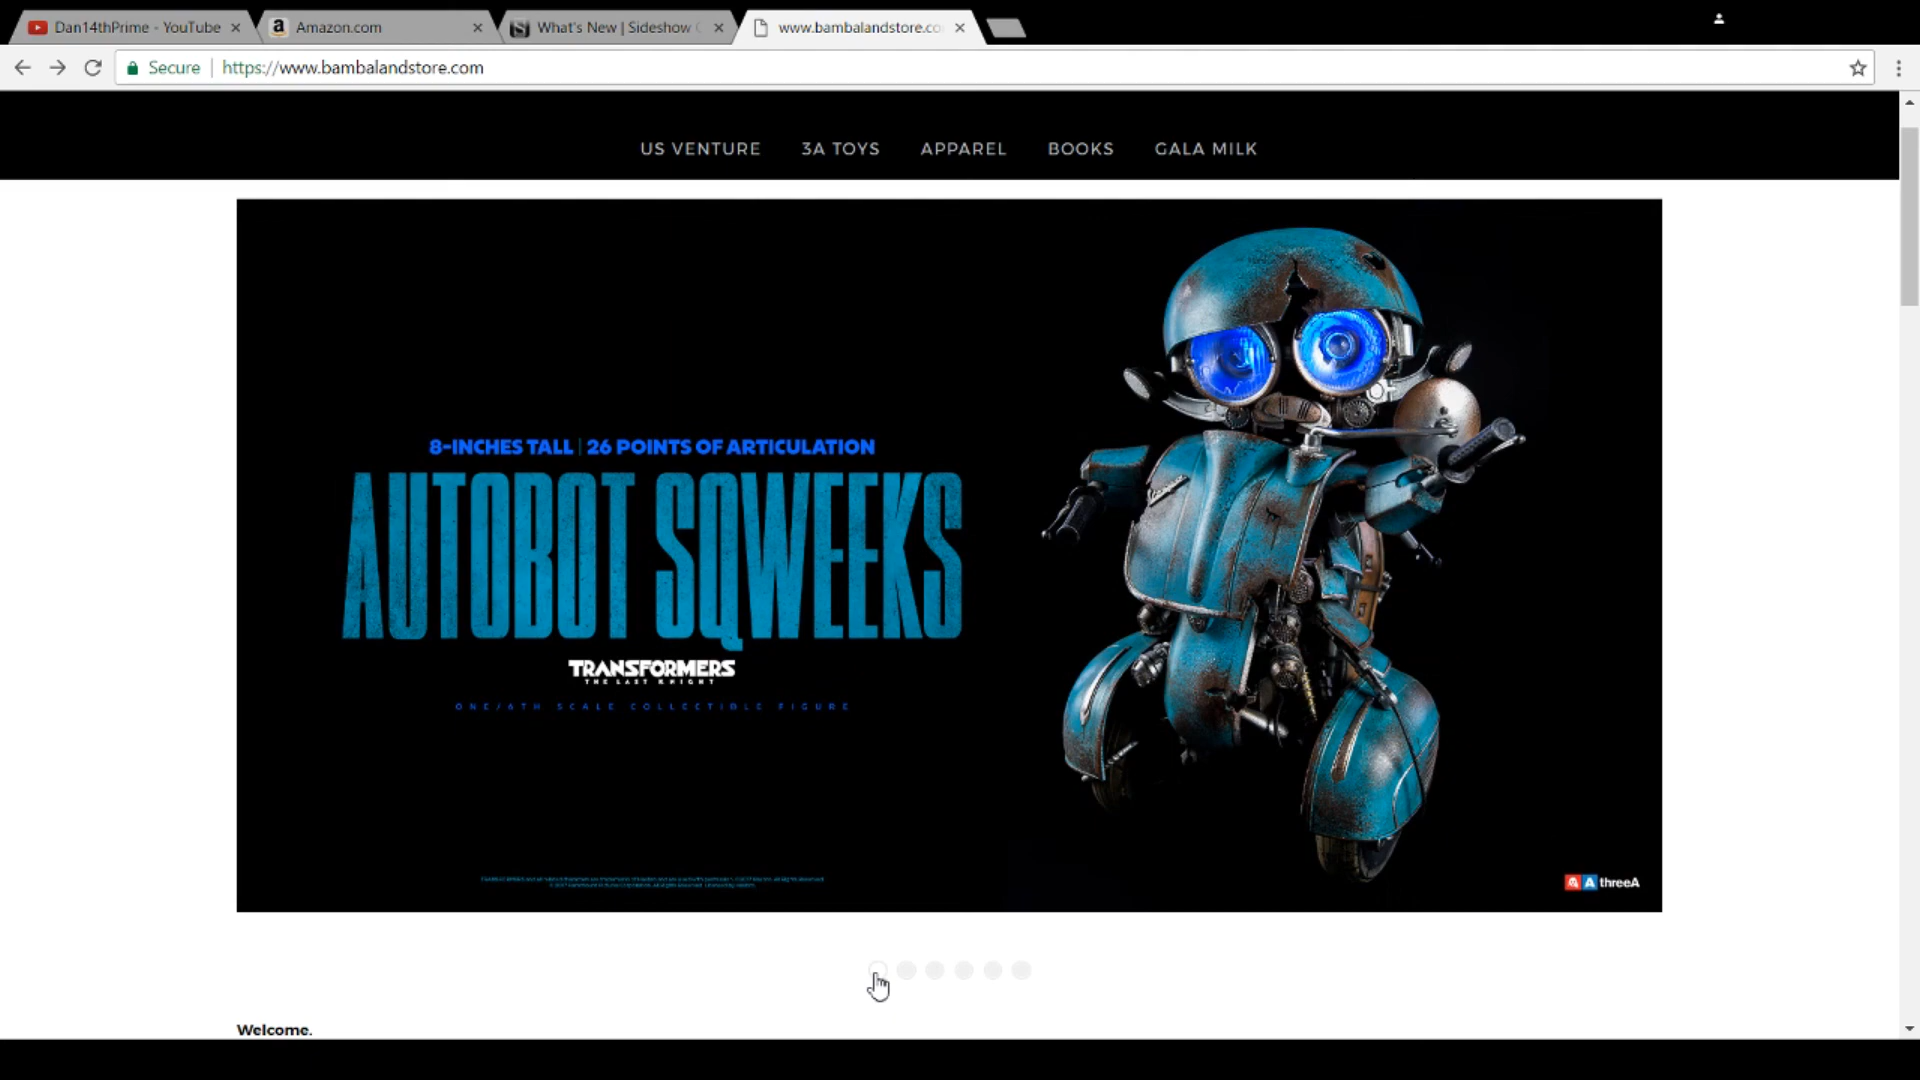 Dan14thPrime - YouTube
Amazon.com
What's New | Sideshow C
www.bambalandstore.co
Secure
https://www.bambalandstore.com
US VENTURE
3A TOYS
APPAREL
BOOKS
GALA MILK
8-INCHES TALL | 26 POINTS OF ARTICULATION
AUTOBOT SQWEEKS
TRANSFORMERS
THE LAST KNIGHT
ONE/6TH SCALE COLLECTIBLE FIGURE
threeA
Welcome.